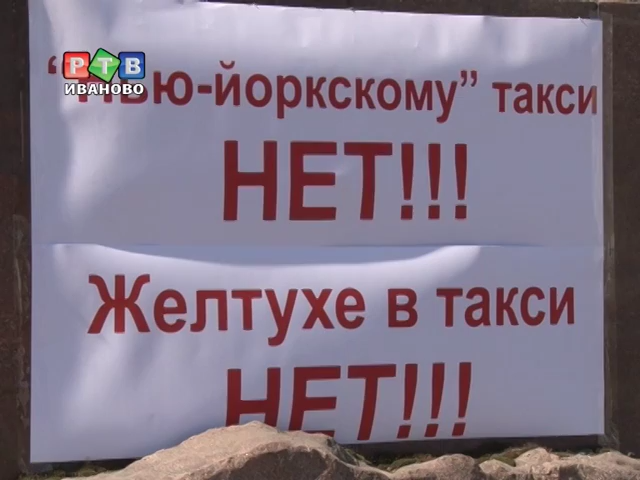 РТВ
ИВАНОВО
“Нью-йоркскому” такси
НЕТ!!!
Желтухе в такси
НЕТ!!!